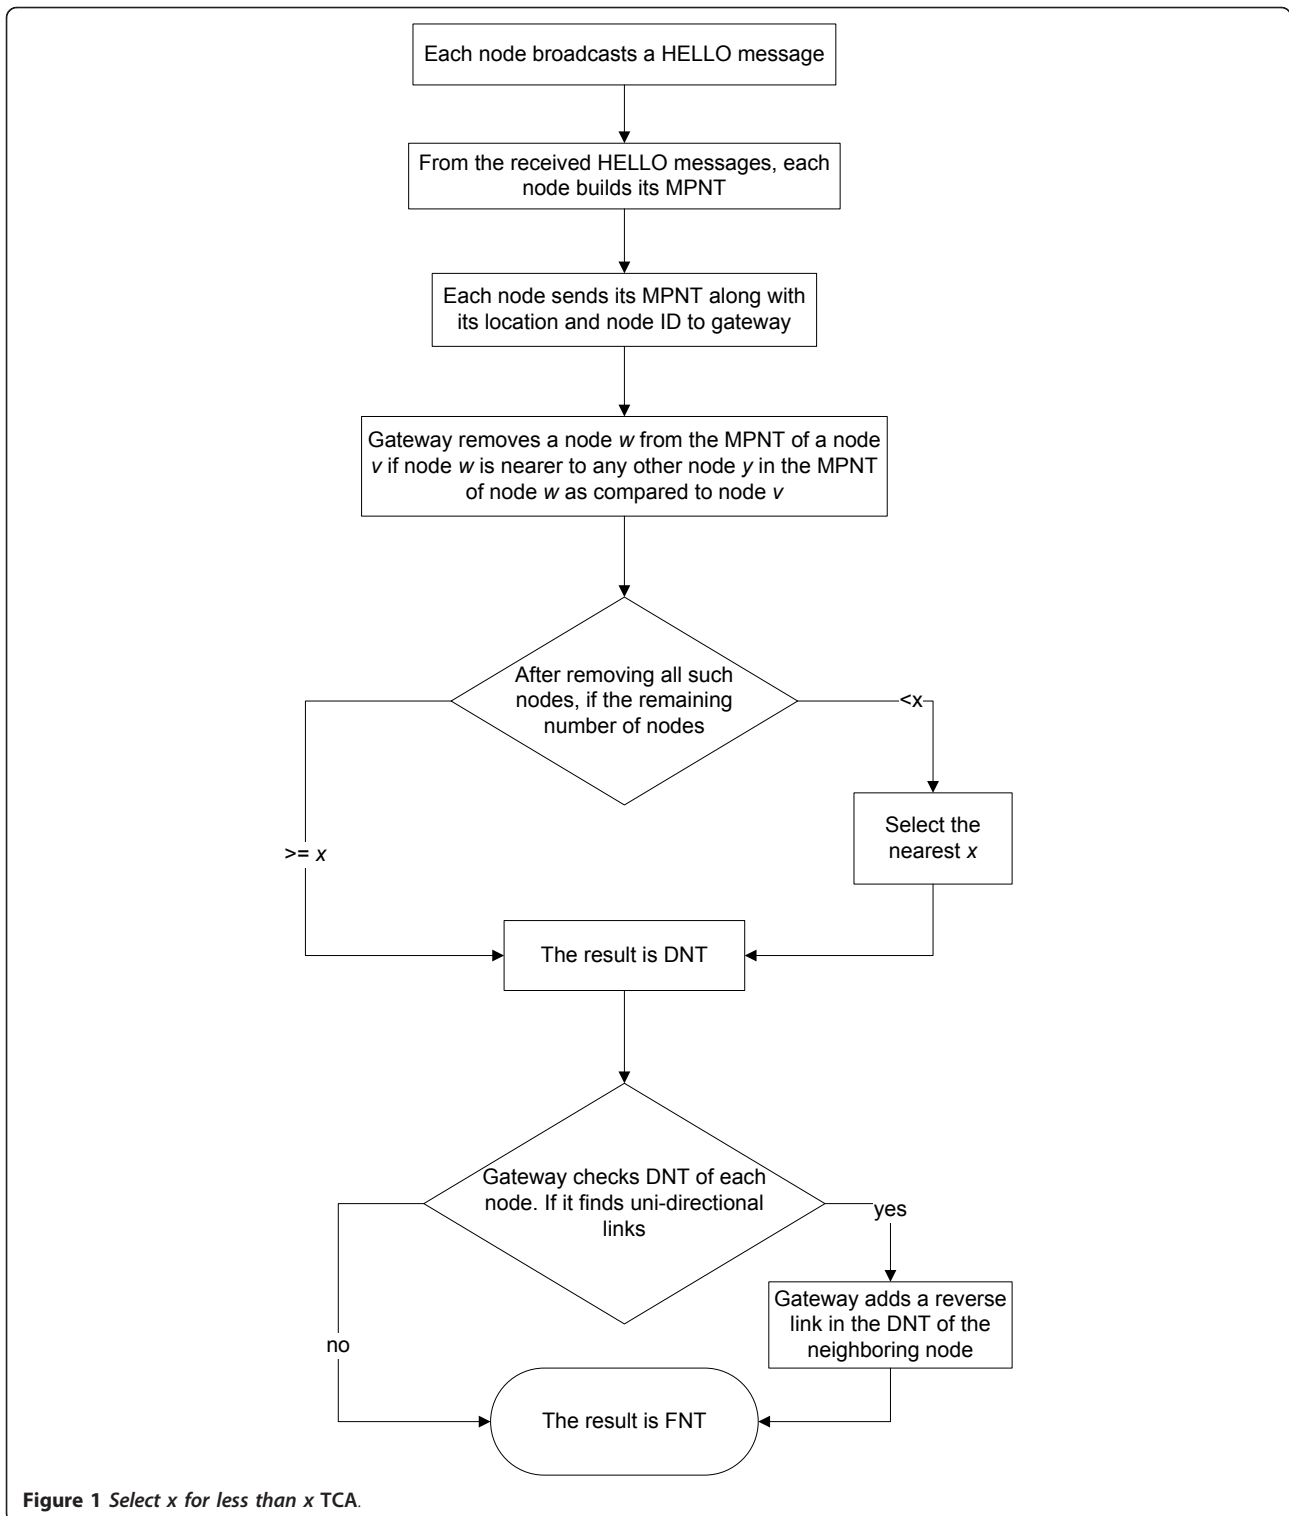 Each node broadcasts a HELLO message
From the received HELLO messages, each
node builds its MPNT
Each node sends its MPNT along with
its location and node ID to gateway
Gateway removes a node w from the MPNT of a node
v if node w is nearer to any other node y in the MPNT
of node w as compared to node v
After removing all such
nodes, if the remaining
number of nodes
<x
>= x
Select the
nearest x
The result is DNT
Gateway checks DNT of each
node. If it finds uni-directional
links
yes
no
Gateway adds a reverse
link in the DNT of the
neighboring node
The result is FNT
Figure 1 Select x for less than x TCA.